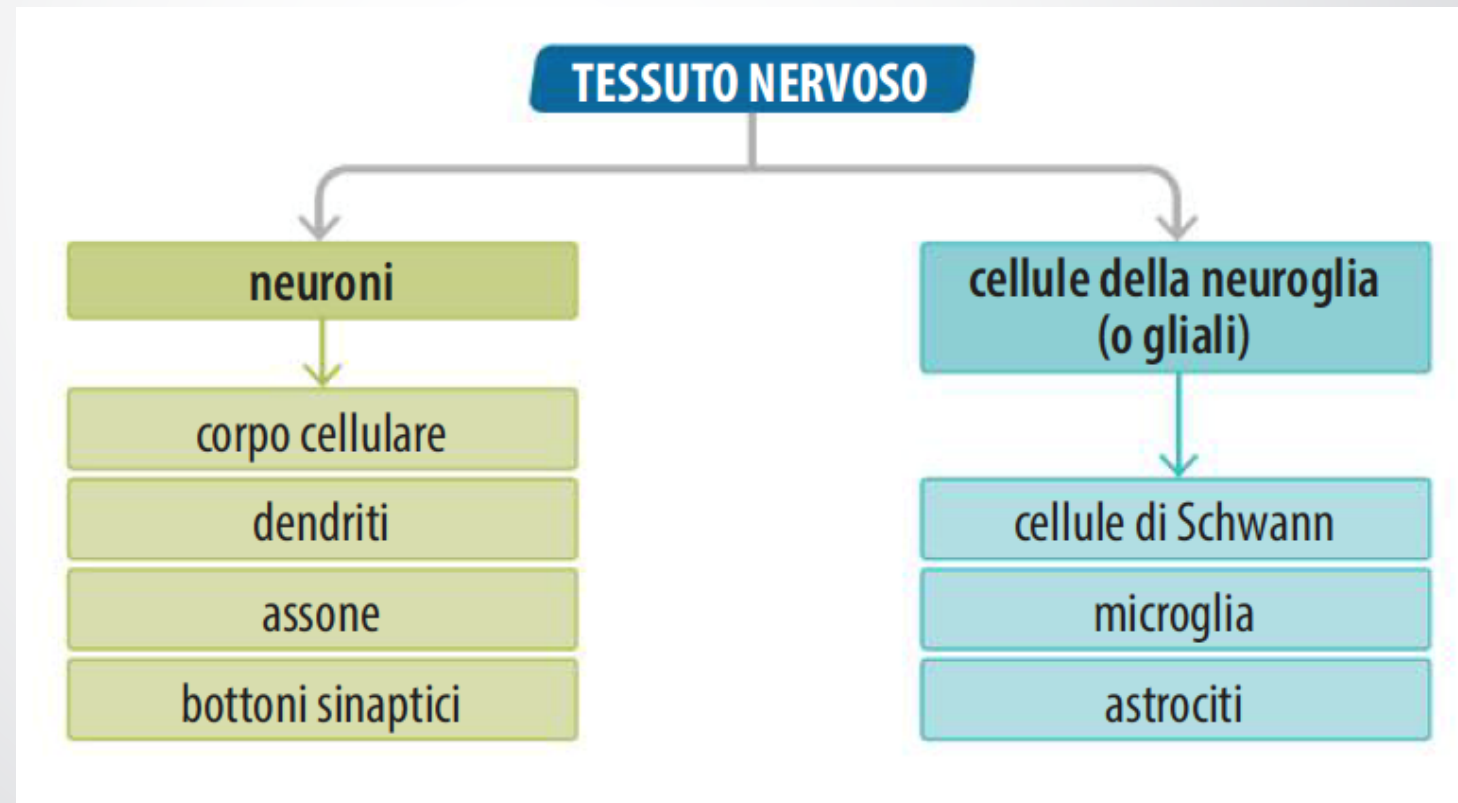 TESSUTO NERVOSO
neuroni
corpo cellulare
dendriti
assone
bottoni sinaptici
cellule della neuroglia
(o gliali)
cellule di Schwann
microglia
astrociti